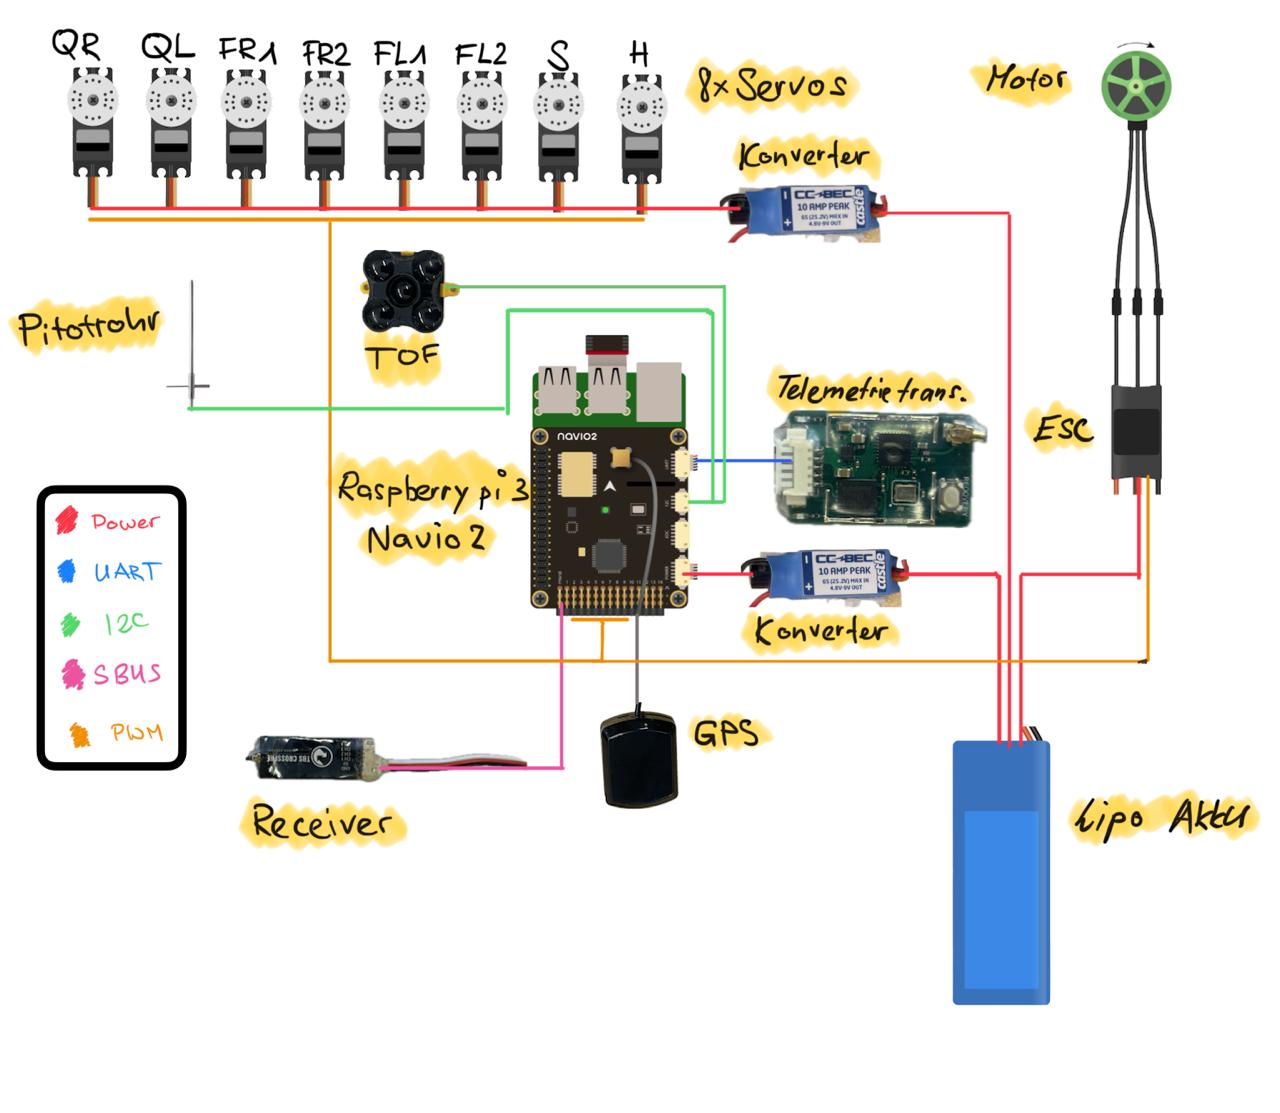 QR QL FR1 FR2 FL1 FL2 S H
8x Servos
Motor
Konverter
CC BEC
10 AMP PEAK
6S (25.2V) MAX IN
4.8V-9V OUT
castle
Pitotrohr
TOF
Telemetrie trans.
ESC
NAVIO2
Raspberry pi 3
Navio 2
CC BEC
10 AMP PEAK
6S (25.2V) MAX IN
4.8V-9V OUT
castle
Konverter
Power
UART
I2C
SBUS
PWM
GPS
TBS CROSSFIRE
Receiver
Lipo Akku